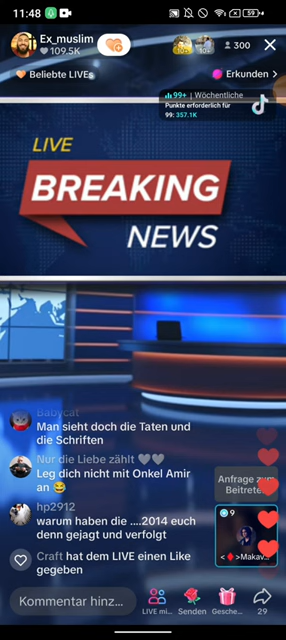 11:48
59
Ex_muslim
109.5K
300
Beliebte LIVEs
Erkunden
99+ | Wöchentliche
Punkte erforderlich für
99: 357.1K
LIVE
BREAKING
NEWS
Babycat
Man sieht doch die Taten und
die Schriften
Nur die Liebe zählt
Leg dich nicht mit Onkel Amir
an 😂
hp2912
warum haben die ....2014 euch
denn gejagt und verfolgt
Craft hat dem LIVE einen Like
gegeben
Anfrage zum
Beitrete
9
<♦️>Makav
Kommentar hinz...
LIVE mi...
Senden
Gesche...
29